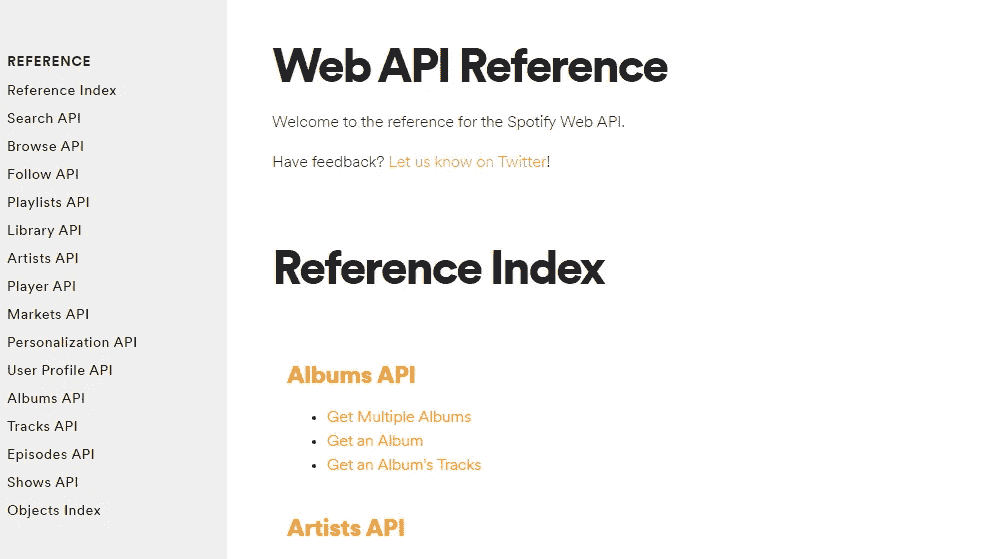 REFERENCE
Reference Index
Search API
Browse API
Follow API
Playlists API
Library API
Artists API
Player API
Markets API
Personalization API
User Profile API
Albums API
Tracks API
Episodes API
Shows API
Objects Index
Web API Reference
Welcome to the reference for the Spotify Web API.
Have feedback? Let us know on Twitter!
Reference Index
Albums API
Get Multiple Albums
Get an Album
Get an Album's Tracks
Artists API